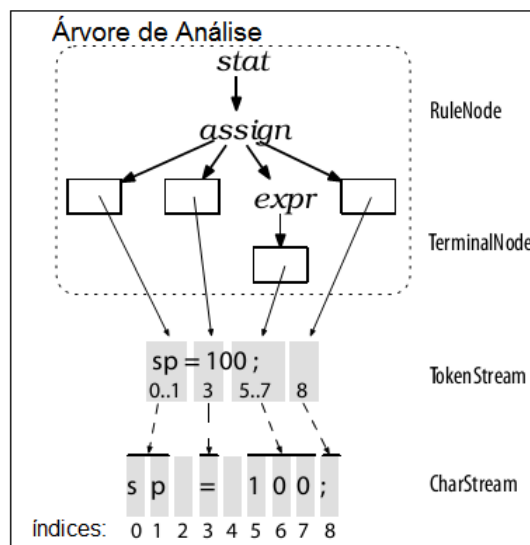 Árvore de Análise
stat
RuleNode
assign
expr
TerminalNode
sp = 100 ;
0..1 3 5..7 8
TokenStream
s p = 1 0 0 ;
CharStream
índices: 0 1 2 3 4 5 6 7 8